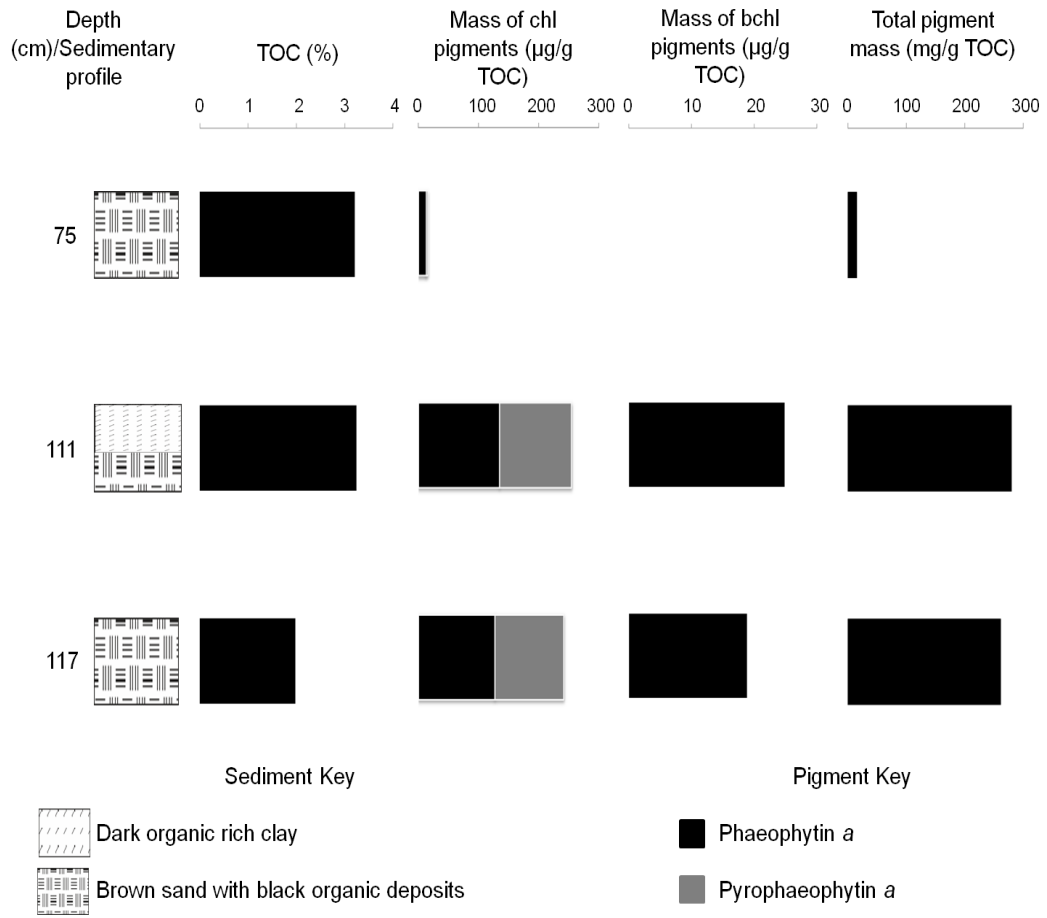 Depth
(cm)/Sedimentary
profile
TOC (%)
Mass of chl
pigments (µg/g
TOC)
Mass of bchl
pigments (µg/g
TOC)
Total pigment
mass (mg/g TOC)
0 1 2 3 4
0 100 200 300
0 10 20 30
0 100 200 300
75
111
117
Sediment Key
Dark organic rich clay
Brown sand with black organic deposits
Pigment Key
Phaeophytin a
Pyrophaeophytin a